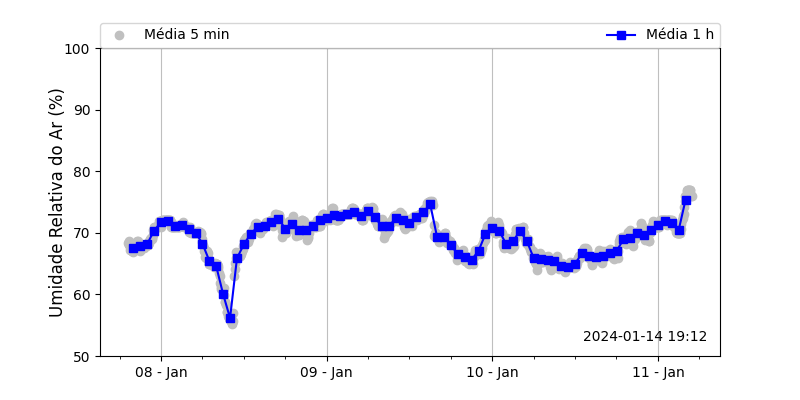 Média 5 min
Média 1 h
Umidade Relativa do Ar (%)
100
90
80
70
60
50
2024-01-14 19:12
08 - Jan
09 - Jan
10 - Jan
11 - Jan